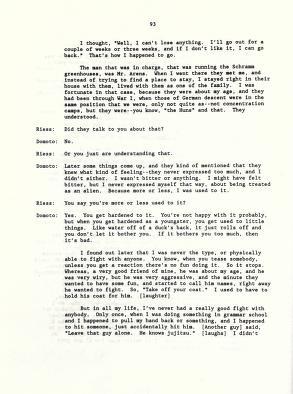 93
I thought, "Well, I can't lose anything. I'll go out for a
couple of weeks or three weeks, and if I don't like it, I can go
back." That's how I happened to go.
The man that was in charge, that was running the Schramm
greenhouses, was Mr. Arens. When I went there they met me, and
instead of trying to find a place to stay, I stayed right in their
house with them, lived with them as one of the family. I was
fortunate in that case, because they were about my age, and they
had been through War I, when those of German descent were in the
same position that we were, only not quite as--not concentration
camps, but they were--you know, "the Huns" and that. They
understood.
Riess: Did they talk to you about that?
Domoto: No.
Riess: Or you just are understanding that.
Domoto: Later some things came up, and they kind of mentioned that they
knew what kind of feeling--they never expressed too much, and I
didn't either. I wasn't bitter or anything. I might have felt
bitter, but I never expressed myself that way, about being treated
as an alien. Because more or less, I was used to it.
Riess: You say you're more or less used to it?
Domoto: Yes. You get hardened to it. You're not happy with it probably,
but when you get hardened as a youngster, you get used to little
things. Like water off of a duck's back, it just rolls off and
you don't let it bother you. If it bothers you too much, then
it's bad.
I found out later that I was never the type, or physically
able to fight with anyone. You know, when you tease somebody,
unless you get a reaction there's no fun doing it. So it stops.
Whereas, a very good friend of mine, he was about my age, and he
was very wiry, but he was very aggressive, and the minute they
wanted to have some fun, and started to call him names, right away
he wanted to fight. So, "Take off your coat." I used to have to
hold his coat for him. [laughter]
But in all my life, I've never had a really good fight with
anybody. Only once, when I was doing something in grammar school
and I happened to pull my hand back or something, and I happened
to hit someone, just accidentally hit him. [Another guy] said,
"Leave that guy alone. He knows jujitsu." [laughs] I didn't